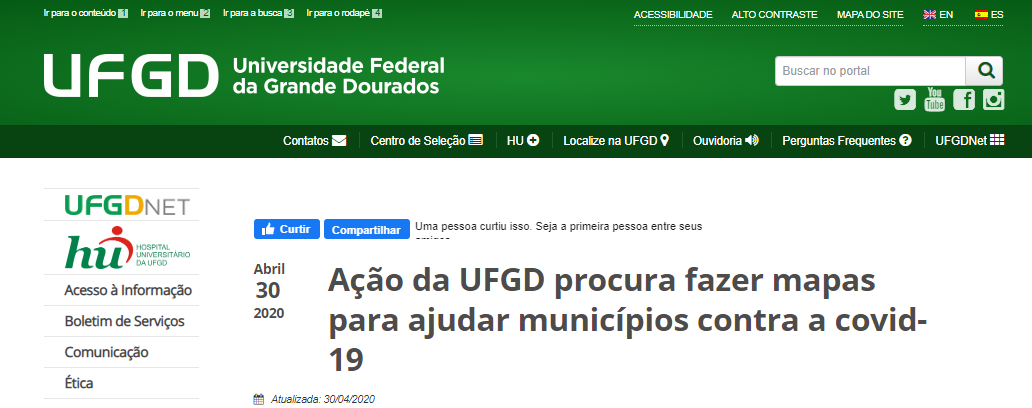 Ir para o conteúdo 1 Ir para o menu 2 Ir para a busca 3 Ir para o rodapé 4
ACESSIBILIDADE ALTO CONTRASTE MAPA DO SITE EN ES
UFGD Universidade Federal
da Grande Dourados
Buscar no portal
You
Tube
Contatos Centro de Seleção HU Localize na UFGD Ouvidoria Perguntas Frequentes UFGDNet
UFGDNET
hu HOSPITAL
UNIVERSITÁRIO
DA UFGD
Acesso à Informação
Boletim de Serviços
Comunicação
Ética
Curtir Compartilhar Uma pessoa curtiu isso. Seja a primeira pessoa entre seus
Abril
30
2020
Ação da UFGD procura fazer mapas
para ajudar municípios contra a covid-
19
Atualizada: 30/04/2020